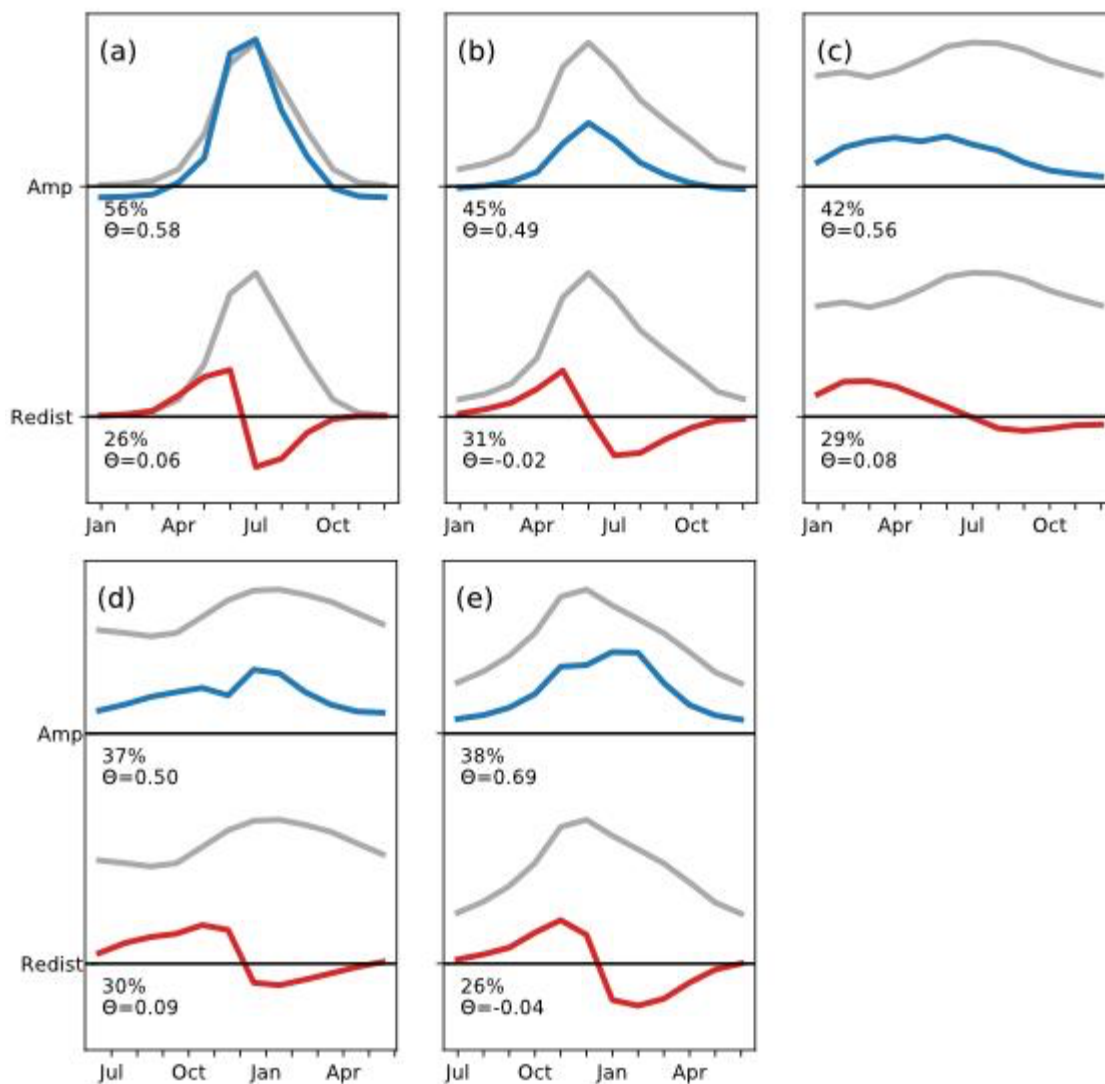 (a)
(b)
(c)
Amp
56%
Θ=0.58
45%
Θ=0.49
42%
Θ=0.56
Redist
26%
Θ=0.06
31%
Θ=-0.02
29%
Θ=0.08
Jan Apr Jul Oct
Jan Apr Jul Oct
Jan Apr Jul Oct
(d)
(e)
Amp
37%
Θ=0.50
38%
Θ=0.69
Redist
30%
Θ=0.09
26%
Θ=-0.04
Jul Oct Jan Apr
Jul Oct Jan Apr